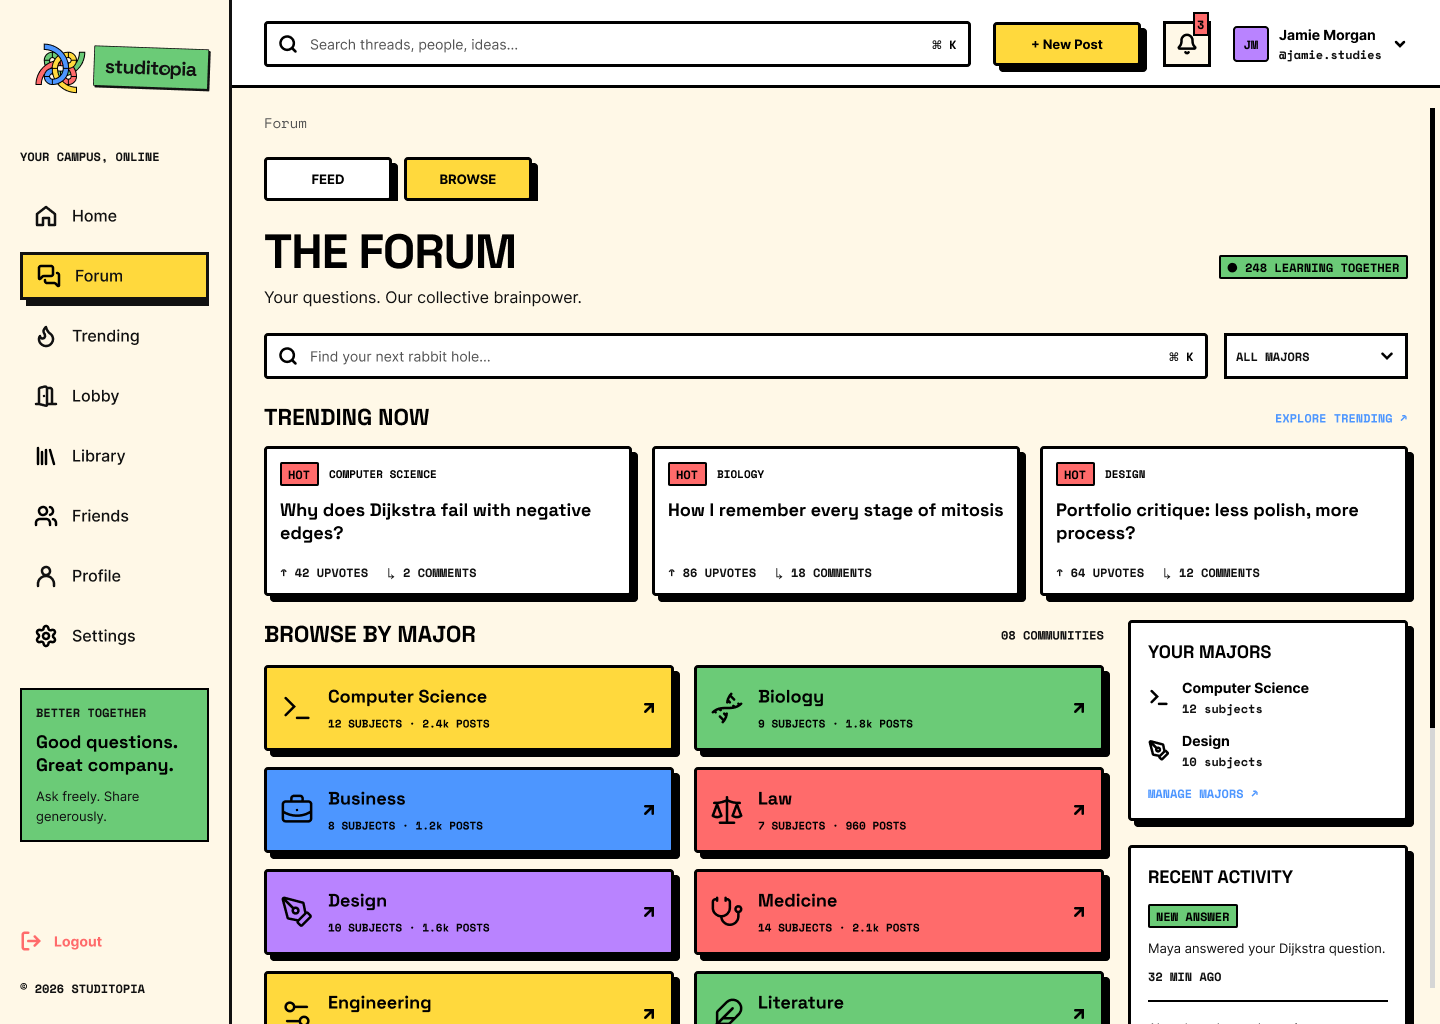 studitopia
YOUR CAMPUS, ONLINE
Home
Forum
Trending
Lobby
Library
Friends
Profile
Settings
BETTER TOGETHER
Good questions.
Great company.
Ask freely. Share
generously.
Logout
© 2026 STUDITOPIA
Search threads, people, ideas...
⌘ K
+ New Post
3
JM
Jamie Morgan
@jamie.studies
Forum
FEED
BROWSE
THE FORUM
Your questions. Our collective brainpower.
248 LEARNING TOGETHER
Find your next rabbit hole...
⌘ K
ALL MAJORS
TRENDING NOW
EXPLORE TRENDING ↗
HOT COMPUTER SCIENCE
Why does Dijkstra fail with negative
edges?
↑ 42 UPVOTES ↳ 2 COMMENTS
HOT BIOLOGY
How I remember every stage of mitosis
↑ 86 UPVOTES ↳ 18 COMMENTS
HOT DESIGN
Portfolio critique: less polish, more
process?
↑ 64 UPVOTES ↳ 12 COMMENTS
BROWSE BY MAJOR
08 COMMUNITIES
Computer Science
12 SUBJECTS · 2.4k POSTS
Biology
9 SUBJECTS · 1.8k POSTS
Business
8 SUBJECTS · 1.2k POSTS
Law
7 SUBJECTS · 960 POSTS
Design
10 SUBJECTS · 1.6k POSTS
Medicine
14 SUBJECTS · 2.1k POSTS
Engineering
Literature
YOUR MAJORS
Computer Science
12 subjects
Design
10 subjects
MANAGE MAJORS ↗
RECENT ACTIVITY
NEW ANSWER
Maya answered your Dijkstra question.
32 MIN AGO